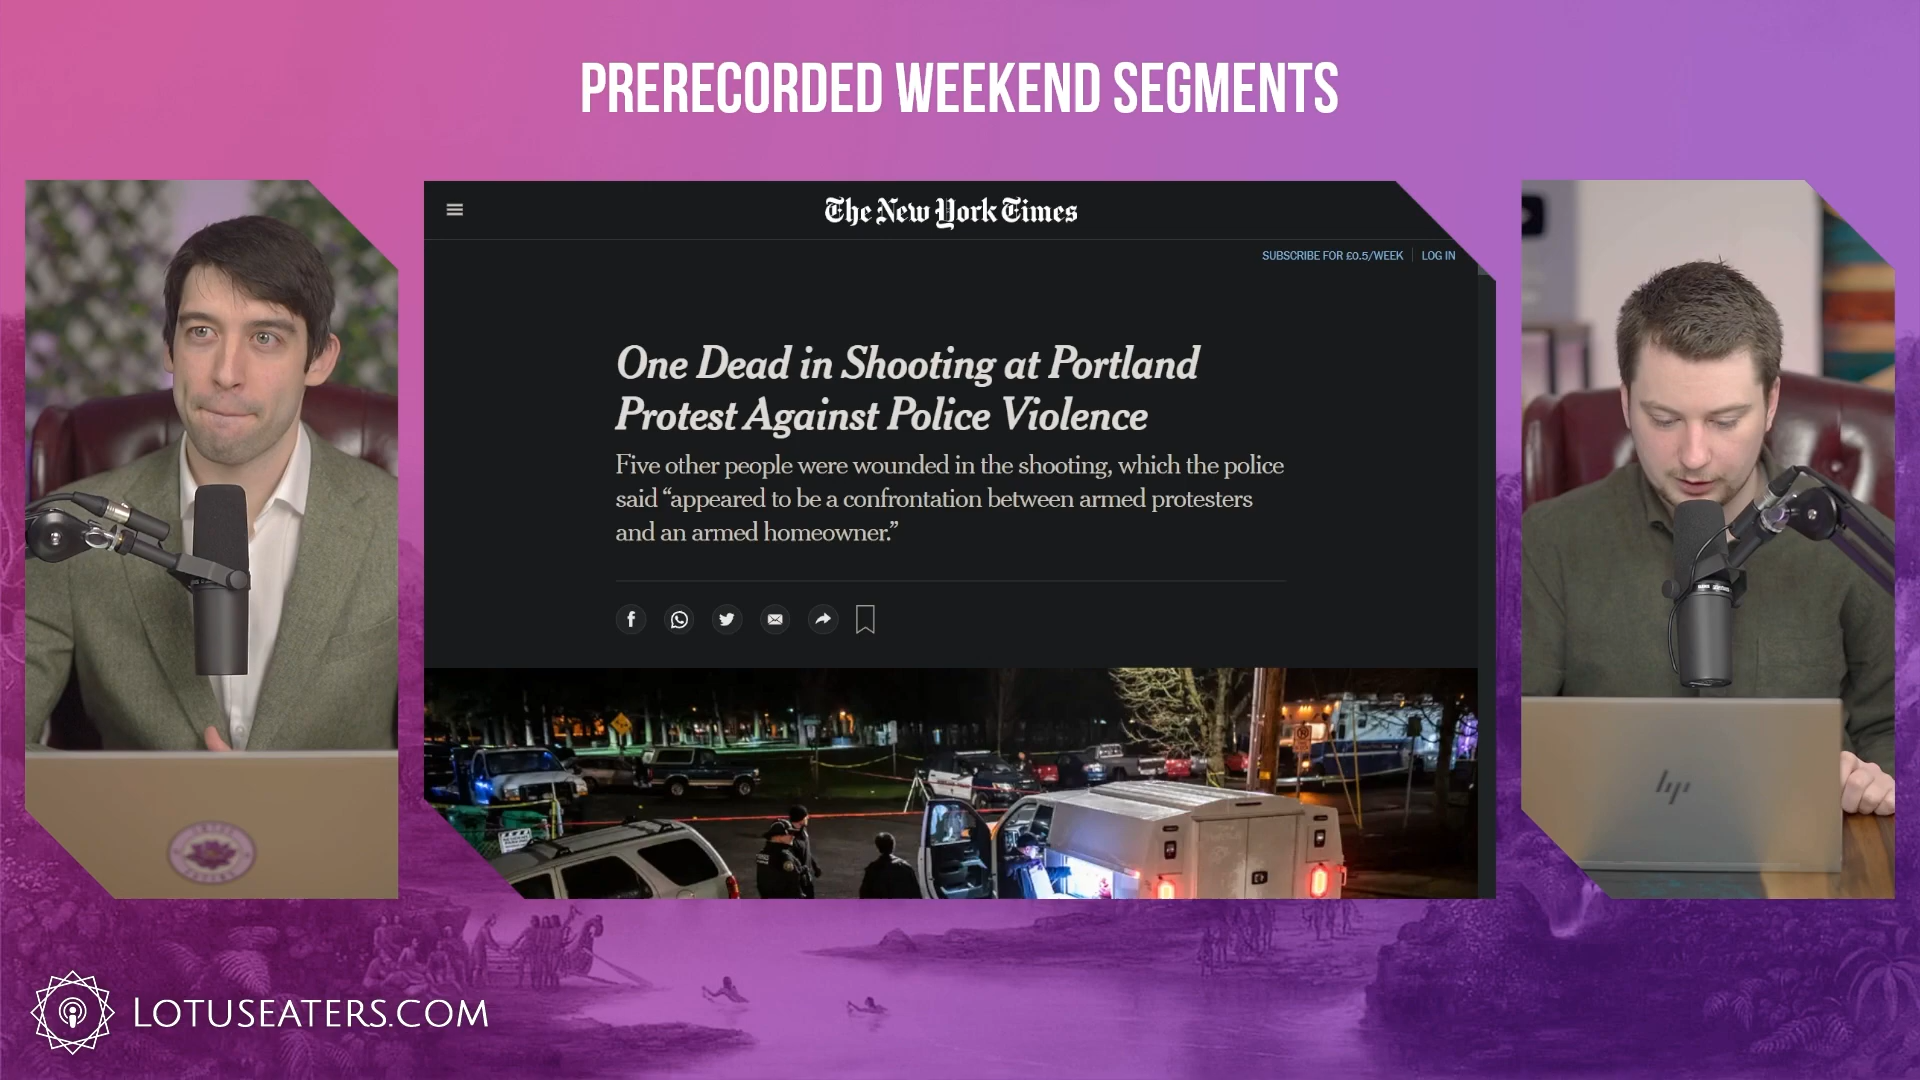 PRERECORDED WEEKEND SEGMENTS
The New York Times
SUBSCRIBE FOR £0.5/WEEK
LOG IN
One Dead in Shooting at Portland
Protest Against Police Violence
Five other people were wounded in the shooting, which the police
said “appeared to be a confrontation between armed protesters
and an armed homeowner.”
hp
LOTUSEATERS.COM